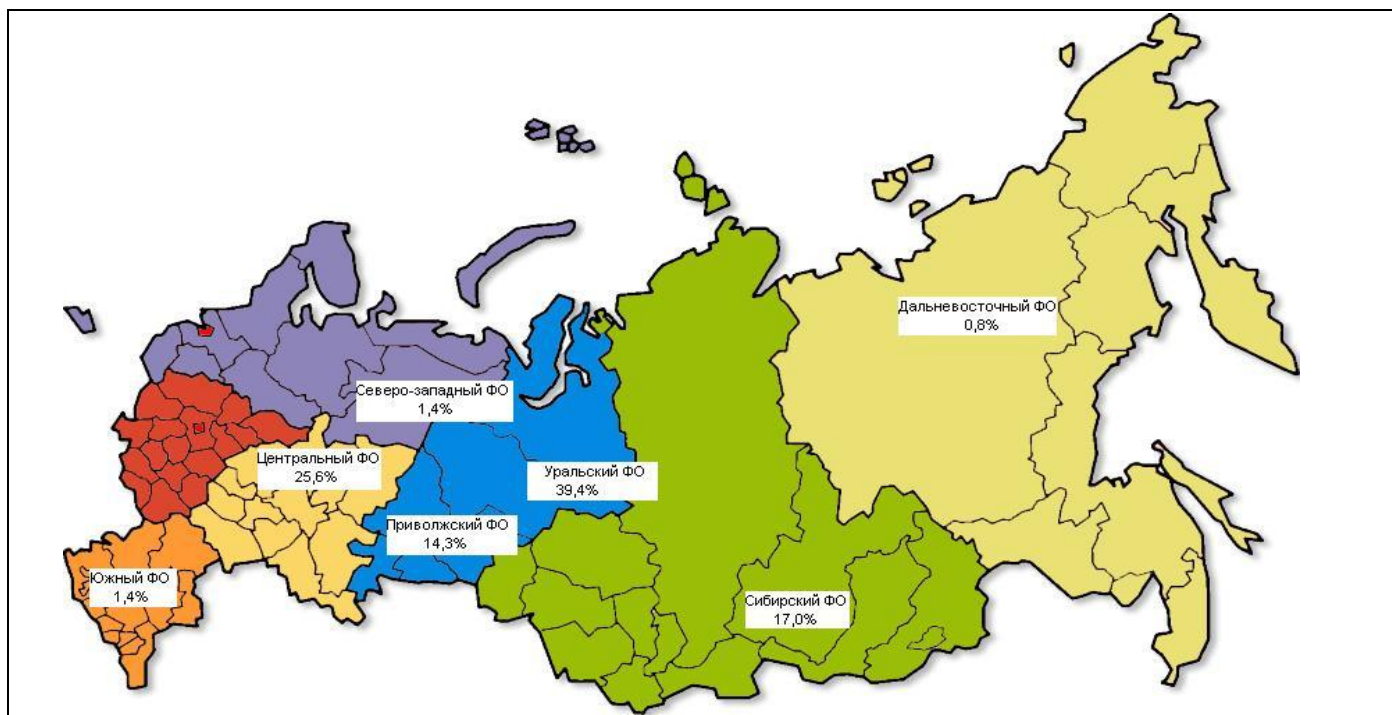 Дальневосточный ФО
0,8%
Северо-западный ФО
1,4%
Центральный ФО
25,6%
Уральский ФО
39,4%
Приволжский ФО
14,3%
Южный ФО
1,4%
Сибирский ФО
17,0%